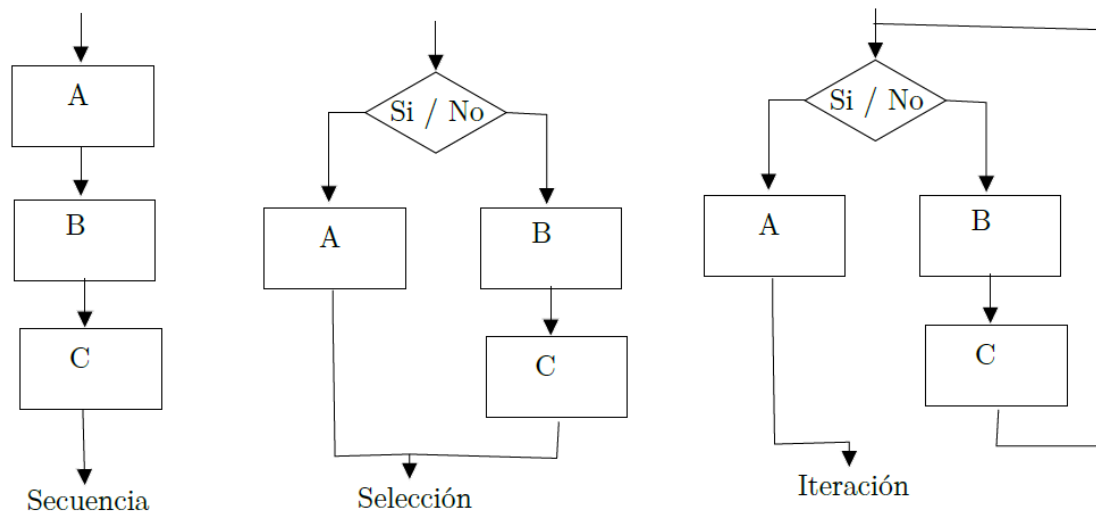 A
B
C
Secuencia
Si / No
A
B
C
Selección
Si / No
A
B
C
Iteración